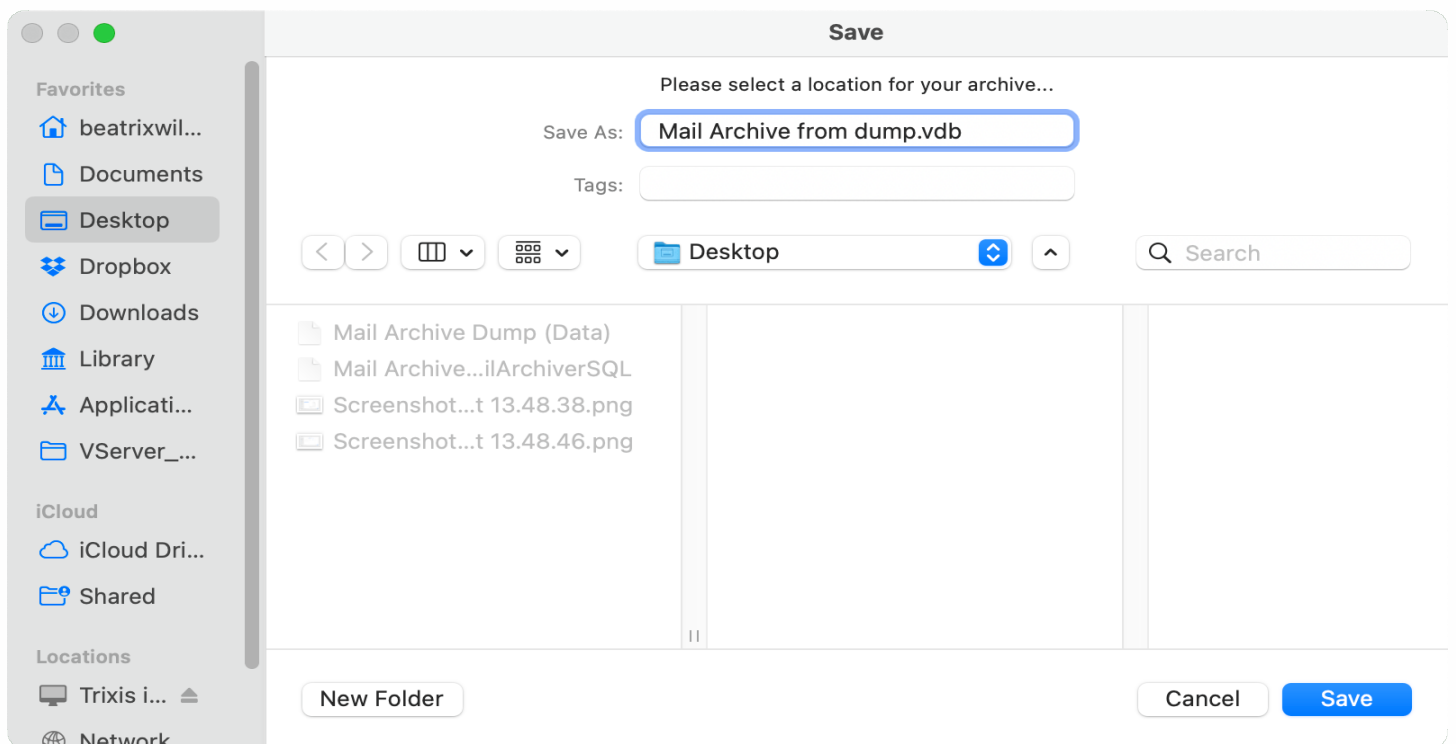 Save
Favorites
beatrixwil...
Documents
Desktop
Dropbox
Downloads
Library
Applicati...
VServer_...
iCloud
iCloud Dri...
Shared
Locations
Trixis i...
Network
Please select a location for your archive...
Save As: Mail Archive from dump.vdb
Tags:
Desktop
Search
Mail Archive Dump (Data)
Mail Archive...ilArchiverSQL
Screenshot...t 13.48.38.png
Screenshot...t 13.48.46.png
New Folder
Cancel
Save